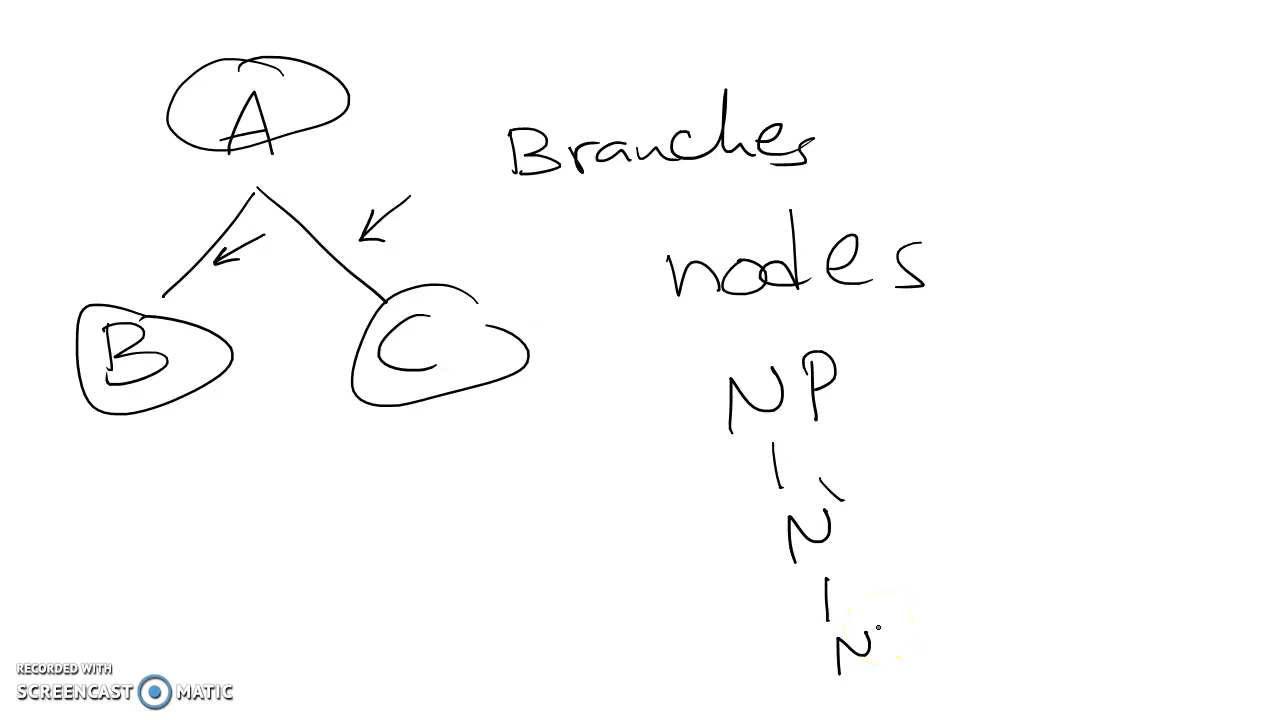 A
Branches
nodes
B
C
NP
N
N
RECORDED WITH
SCREENCAST MATIC